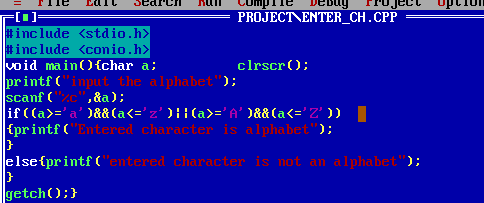 ≡ File Edit Search Run Compile Debug Project Option
[■] PROJECT\ENTER_CH.CPP
#include <stdio.h>
#include <conio.h>
void main(){char a; clrscr();
printf("input the alphabet");
scanf("%c",&a);
if((a>='a')&&(a<='z')||(a>='A')&&(a<='Z'))
{printf("Entered character is alphabet");
}
else{printf("entered character is not an alphabet");
}
getch();}